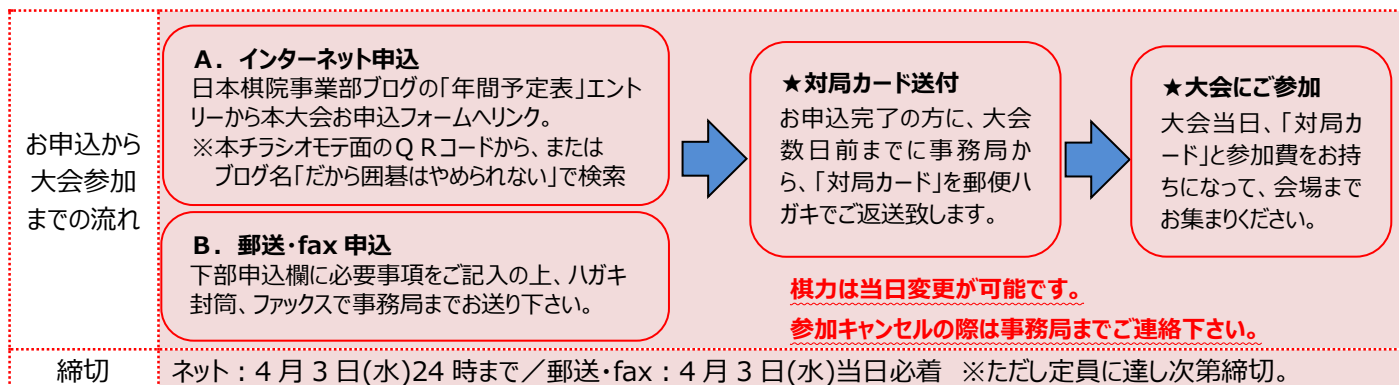 お申込から
大会参加
までの流れ
A．インターネット申込
日本棋院事業部ブログの「年間予定表」エント
リーから本大会お申込フォームへリンク。
※本チラシオモテ面のＱＲコードから、または
ブログ名「だから囲碁はやめられない」で検索
B．郵送・fax 申込
下部申込欄に必要事項をご記入の上、ハガキ
封筒、ファックスで事務局までお送り下さい。
★対局カード送付
お申込完了の方に、大会
数日前までに事務局か
ら、「対局カード」を郵便ハ
ガキでご返送致します。
★大会にご参加
大会当日、「対局カ
ード」と参加費をお持
ちになって、会場まで
お集まりください。
棋力は当日変更が可能です。
参加キャンセルの際は事務局までご連絡下さい。
締切
ネット：４月３日(水)24 時まで／郵送・fax：４月３日(水)当日必着 ※ただし定員に達し次第締切。